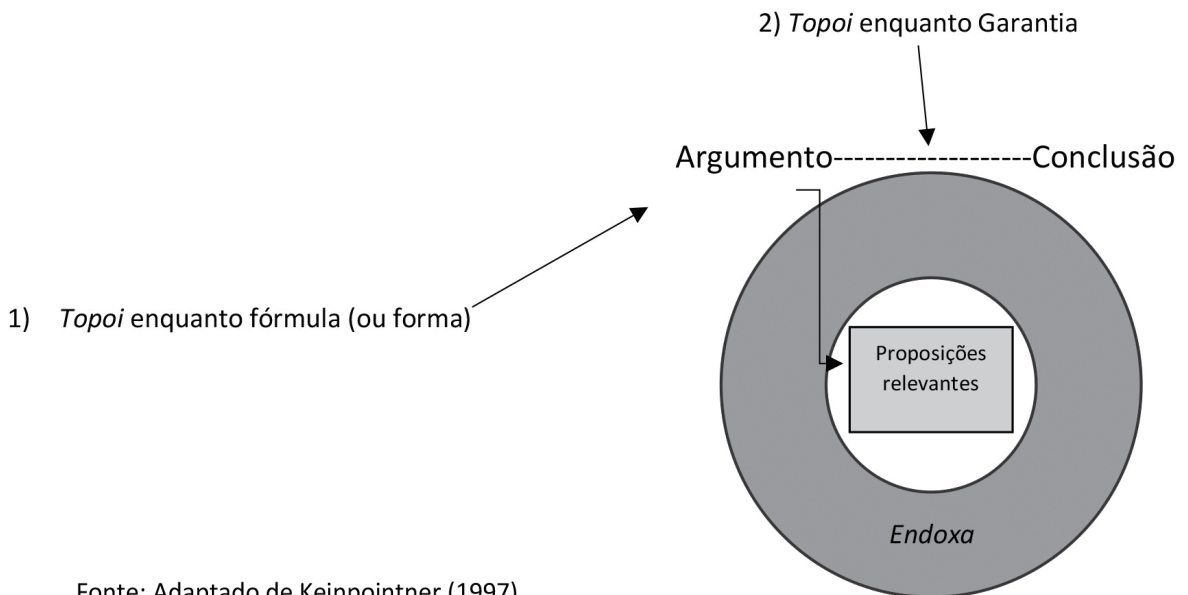 2) Topoi enquanto Garantia
Argumento-------------------Conclusão
1) Topoi enquanto fórmula (ou forma)
Proposições
relevantes
Endoxa
Fonte: Adaptado de Keinpointner (1997)